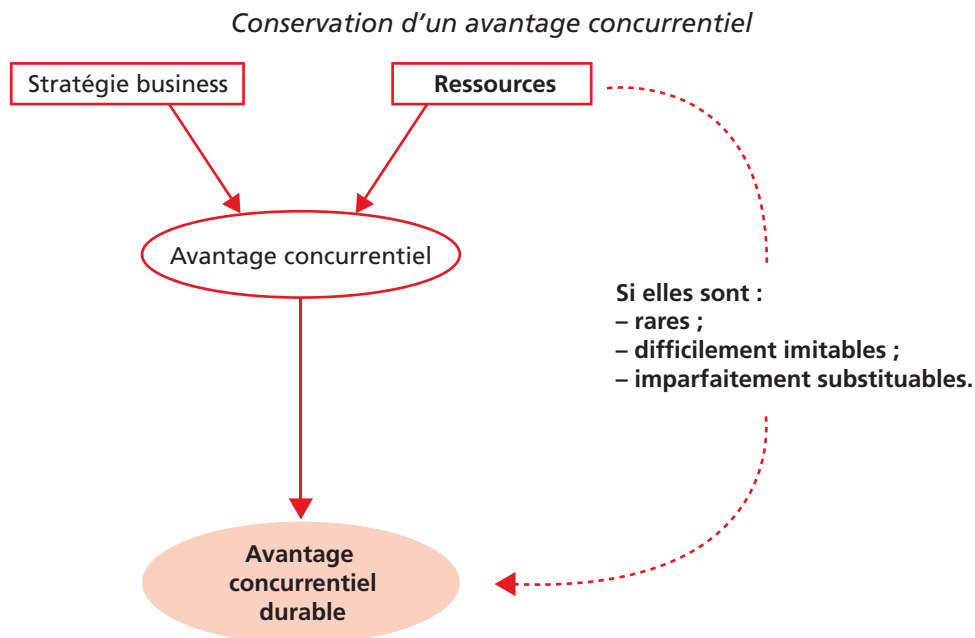 Conservation d’un avantage concurrentiel
Stratégie business
Ressources
Avantage concurrentiel
Si elles sont :
– rares ;
– difficilement imitables ;
– imparfaitement substituables.
Avantage
concurrentiel
durable